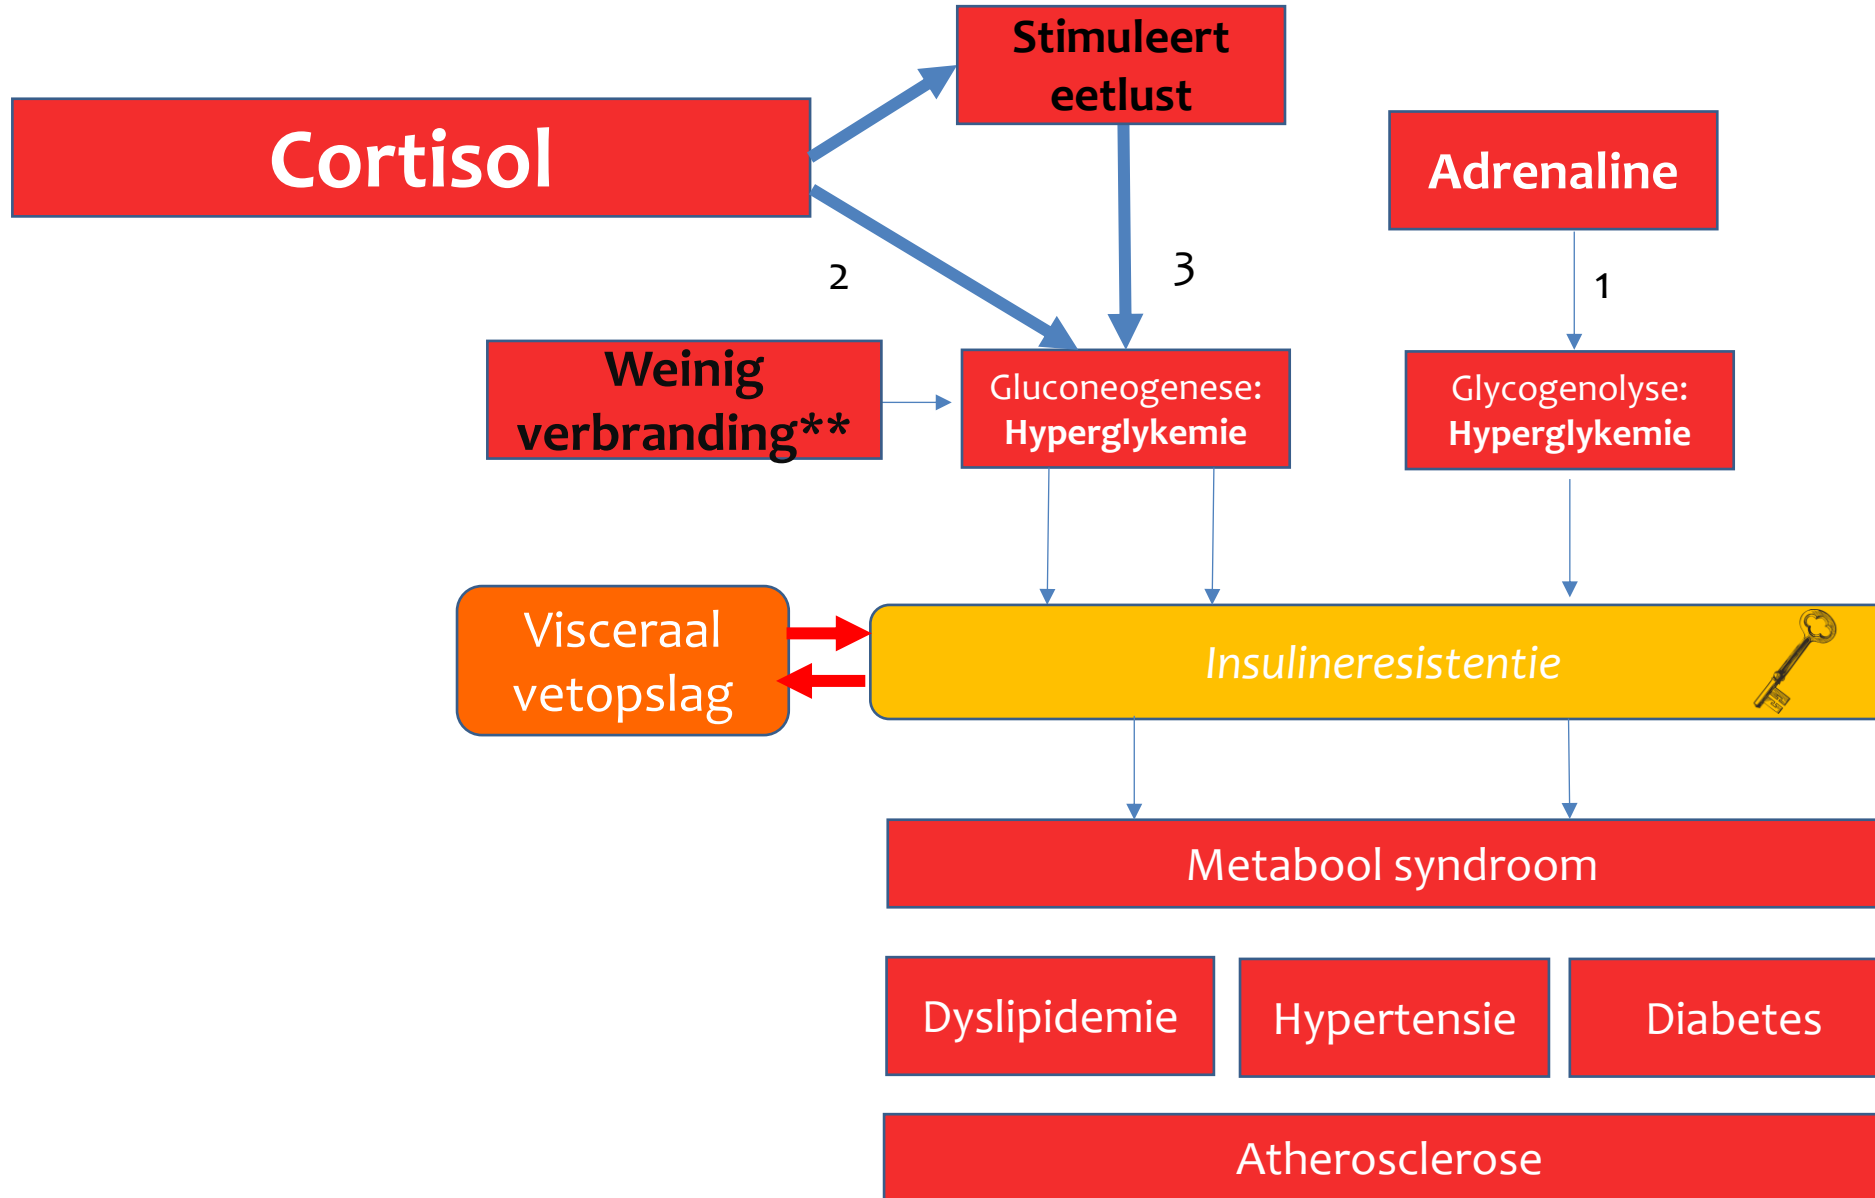 Stimuleert
eetlust
Cortisol
Adrenaline
2
3
1
Weinig
verbranding**
Gluconeogenese:
Hyperglykemie
Glycogenolyse:
Hyperglykemie
Visceraal
vetopslag
Insulineresistentie
Metabool syndroom
Dyslipidemie
Hypertensie
Diabetes
Atherosclerose